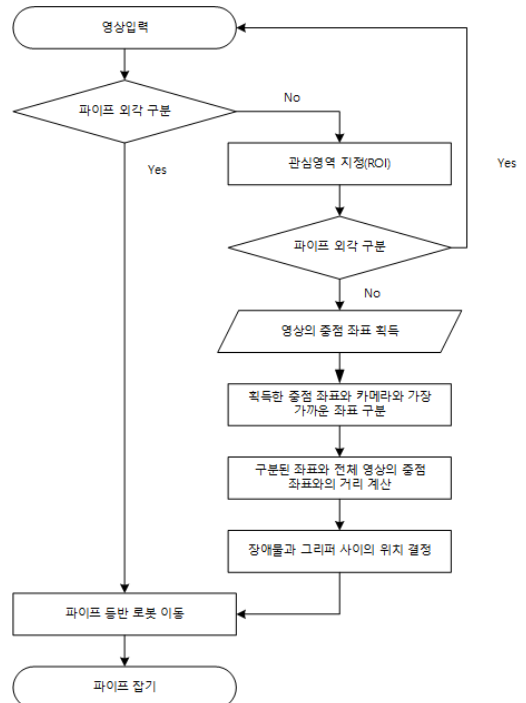 영상입력
파이프 외각 구분
No
Yes
관심영역 지정(ROI)
Yes
파이프 외각 구분
No
영상의 중점 좌표 획득
획득한 중점 좌표와 카메라와 가장
가까운 좌표 구분
구분된 좌표와 전체 영상의 중점
좌표와의 거리 계산
장애물과 그리퍼 사이의 위치 결정
파이프 등반 로봇 이동
파이프 잡기